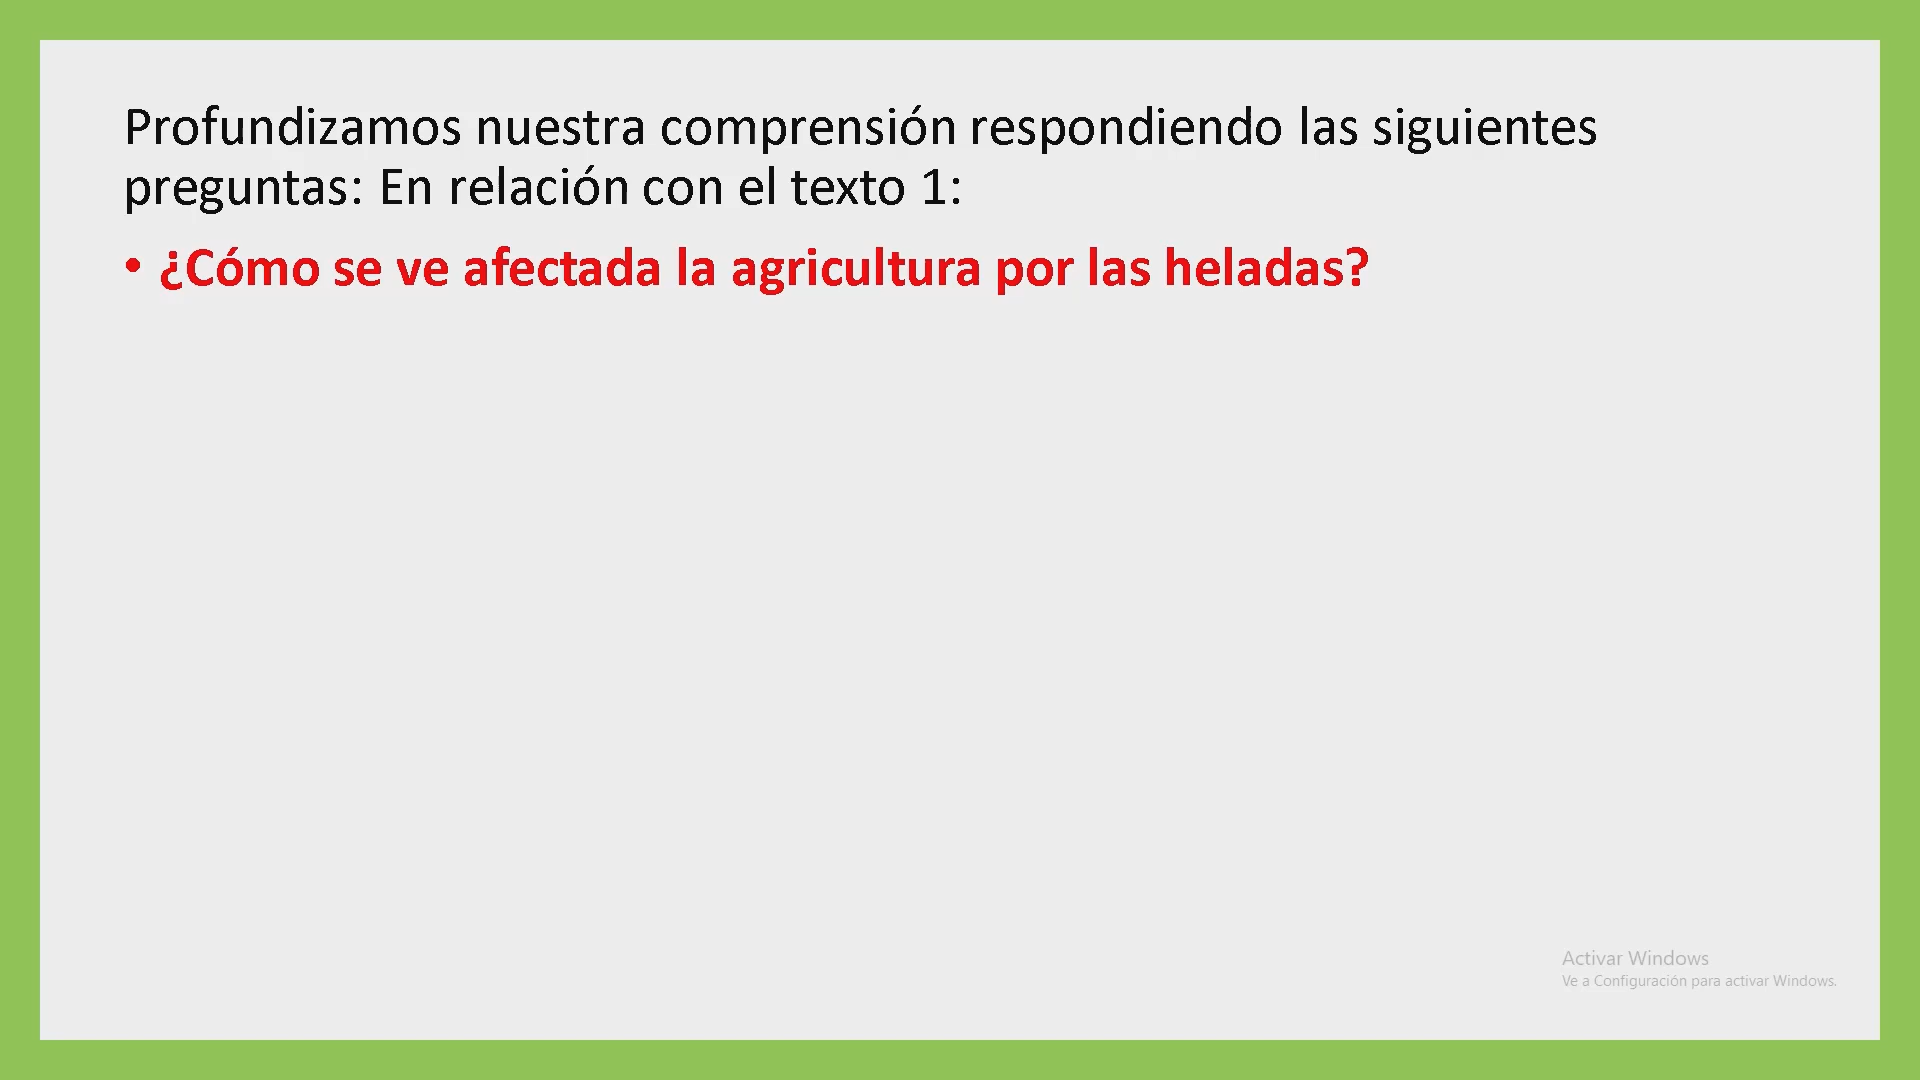 Profundizamos nuestra comprensión respondiendo las siguientes
preguntas: En relación con el texto 1:
• ¿Cómo se ve afectada la agricultura por las heladas?
Activar Windows
Ve a Configuración para activar Windows.